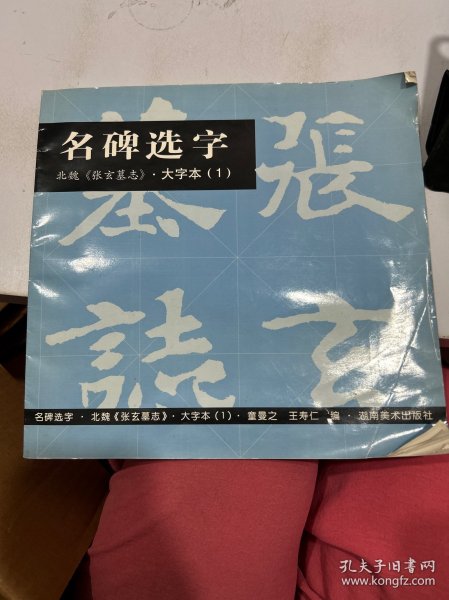 名碑选字
北魏《张玄墓志》·大字本(1)
張
玄
墓
誌
名碑选字·北魏《张玄墓志》·大字本(1)·童曼之 王寿仁 编·湖南美术出版社
孔夫子旧书网
www.kongfz.com